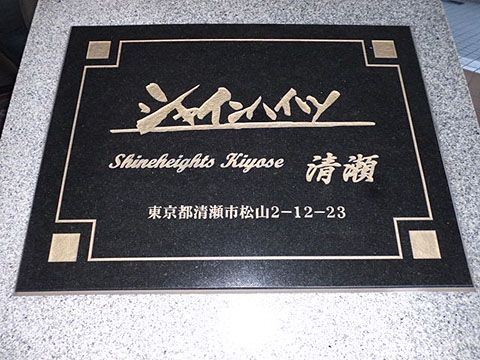 シャインハイツ
Shineheights Kiyose 清瀬
東京都清瀬市松山2-12-23